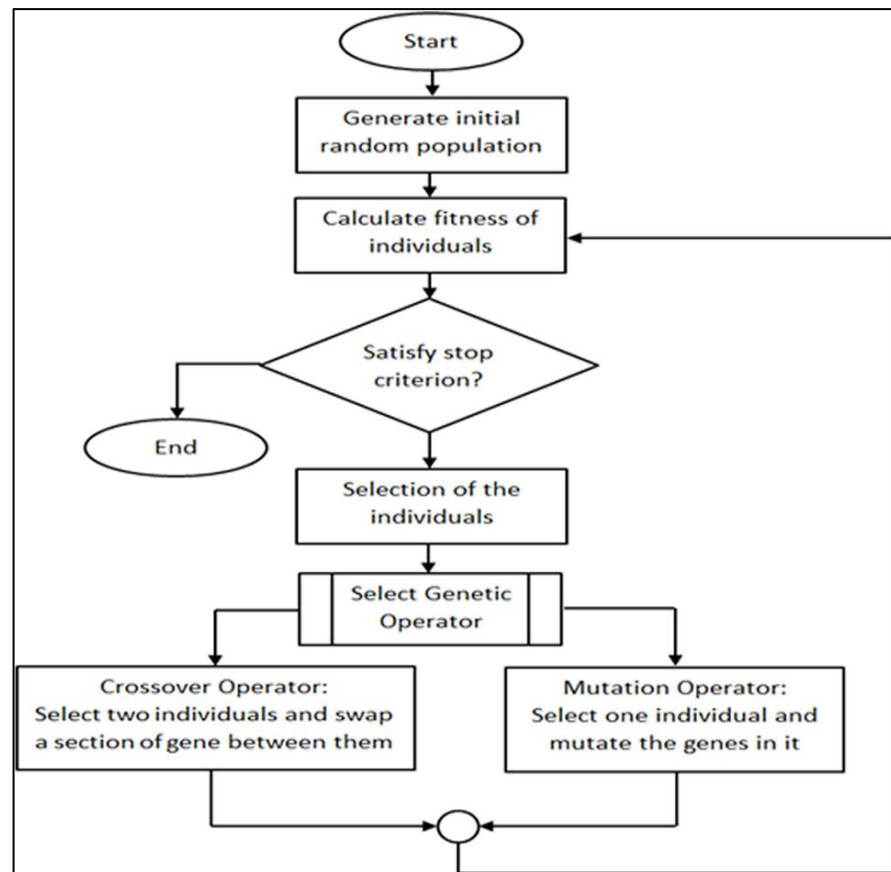 Start
Generate initial
random population
Calculate fitness of
individuals
Satisfy stop
criterion?
End
Selection of the
individuals
Select Genetic
Operator
Crossover Operator:
Select two individuals and swap
a section of gene between them
Mutation Operator:
Select one individual and
mutate the genes in it